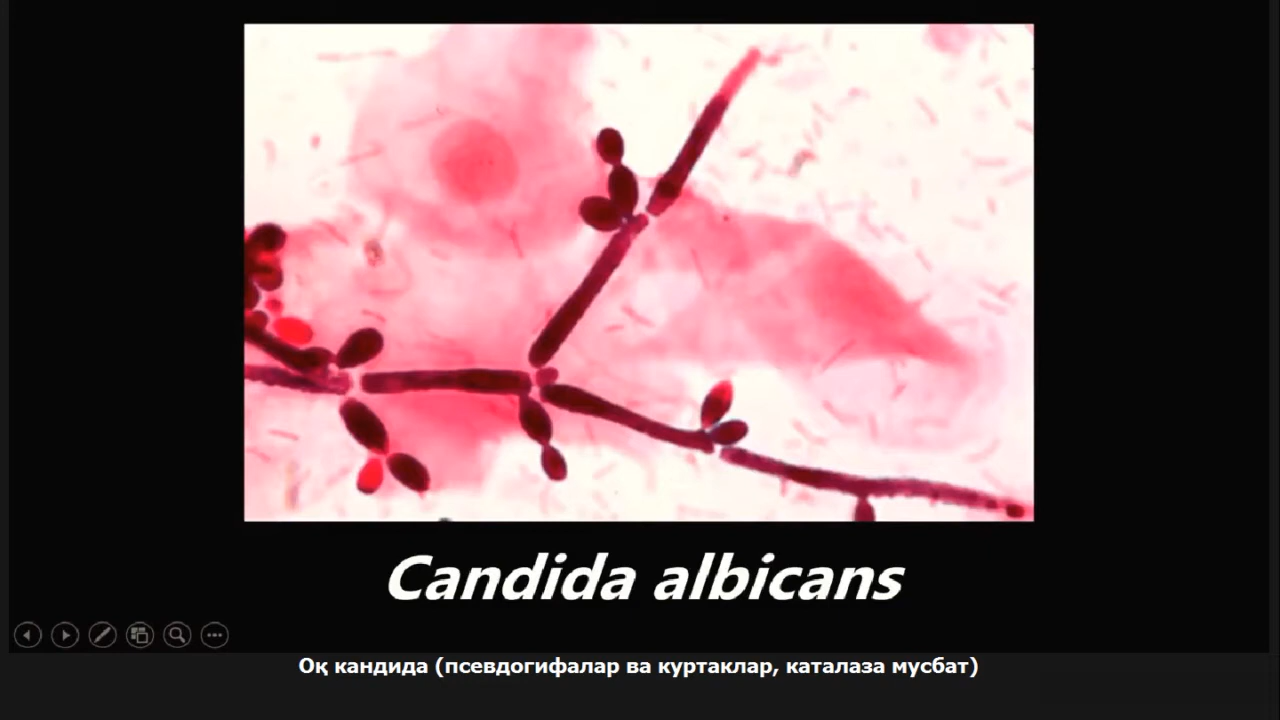 Candida albicans
Оқ кандида (псевдогифалар ва куртаклар, каталаза мусбат)